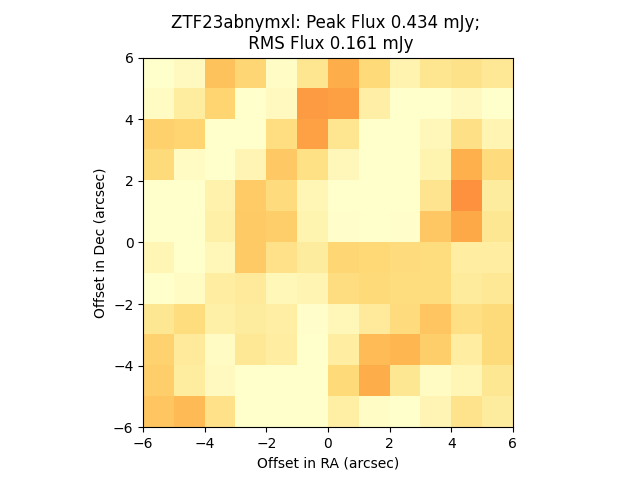 ZTF23abnymxl: Peak Flux 0.434 mJy;
RMS Flux 0.161 mJy
6
4
2
0
−2
−4
−6
Offset in Dec (arcsec)
−6 −4 −2 0 2 4 6
Offset in RA (arcsec)